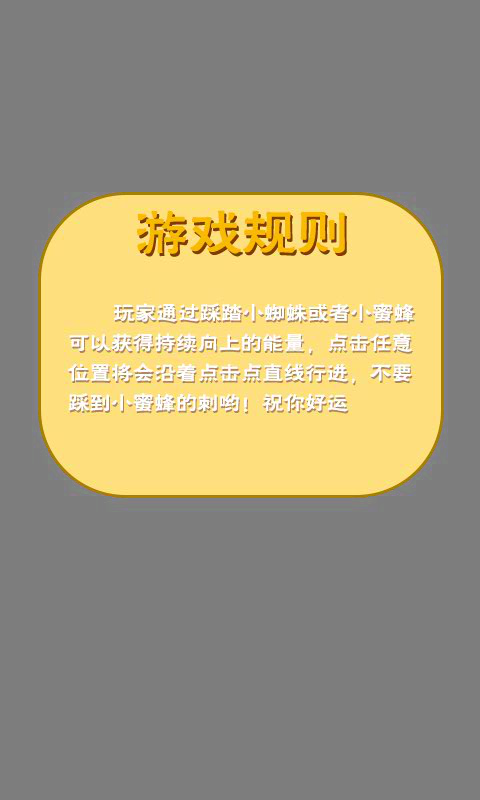 游戏规则
玩家通过踩踏小蜘蛛或者小蜜蜂
可以获得持续向上的能量，点击任意
位置将会沿着点击点直线行进，不要
踩到小蜜蜂的刺哟！祝你好运